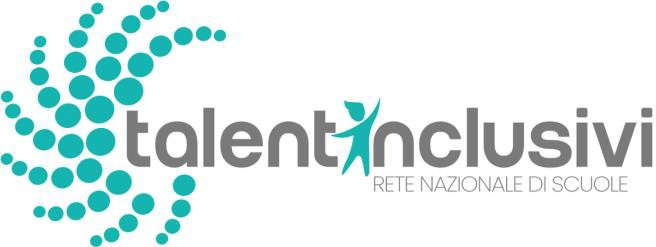 talentinclusivi
RETE NAZIONALE DI SCUOLE